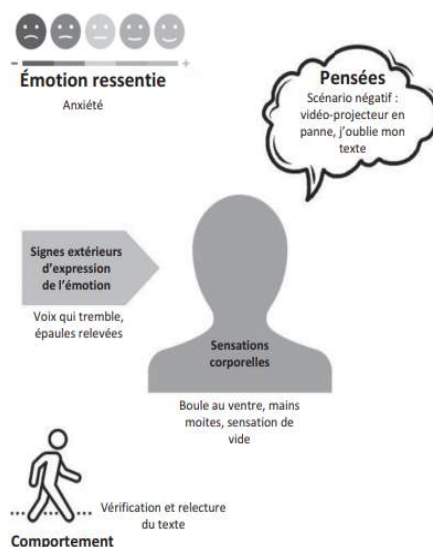 - +
Émotion ressentie
Anxiété
Pensées
Scénario négatif :
vidéo-projecteur en
panne, j'oublie mon
texte
Signes extérieurs
d'expression
de l'émotion
Voix qui tremble,
épaules relevées
Sensations
corporelles
Boule au ventre, mains
moites, sensation de
vide
Vérification et relecture
du texte
Comportement